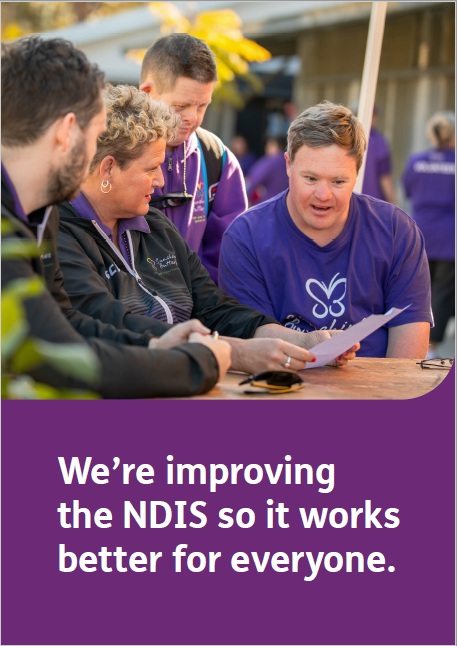 We're improving
the NDIS so it works
better for everyone.